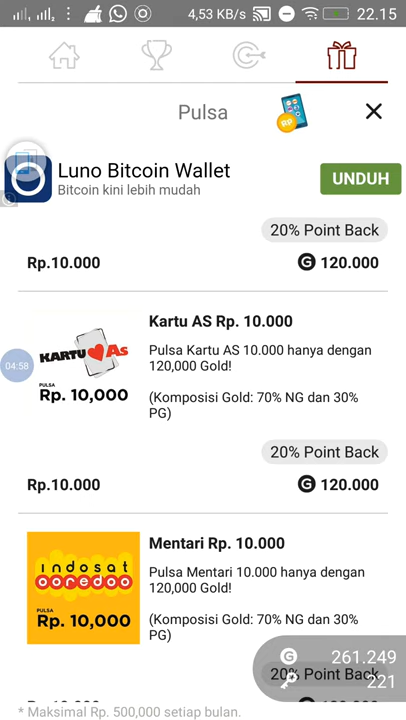 4,53 KB/s 22.15
Pulsa
RP
Luno Bitcoin Wallet
Bitcoin kini lebih mudah
UNDUH
20% Point Back
Rp.10.000 G 120.000
Kartu AS Rp. 10.000
KARTU As
Pulsa Kartu AS 10.000 hanya dengan
120,000 Gold!
04:58
PULSA
Rp. 10,000
(Komposisi Gold: 70% NG dan 30%
PG)
20% Point Back
Rp.10.000 G 120.000
Mentari Rp. 10.000
indosat
ooredoo
Pulsa Mentari 10.000 hanya dengan
120,000 Gold!
PULSA
Rp. 10,000
(Komposisi Gold: 70% NG dan 30%
PG)
G 261.249
20% Point Back
221
* Maksimal Rp. 500,000 setiap bulan.